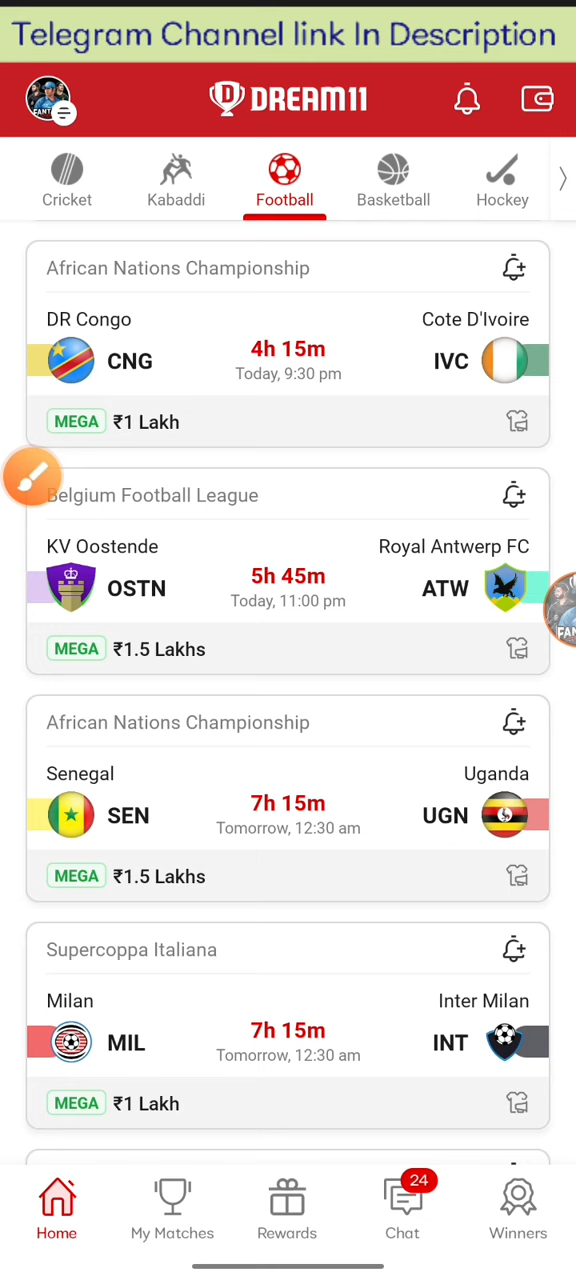 Telegram Channel link In Description
DREAM11
Cricket Kabaddi Football Basketball Hockey
African Nations Championship
DR Congo Cote D'Ivoire
CNG 4h 15m IVC
Today, 9:30 pm
MEGA ₹1 Lakh
Belgium Football League
KV Oostende Royal Antwerp FC
OSTN 5h 45m ATW
Today, 11:00 pm
MEGA ₹1.5 Lakhs
African Nations Championship
Senegal Uganda
SEN 7h 15m UGN
Tomorrow, 12:30 am
MEGA ₹1.5 Lakhs
Supercoppa Italiana
Milan Inter Milan
MIL 7h 15m INT
Tomorrow, 12:30 am
MEGA ₹1 Lakh
24
Home My Matches Rewards Chat Winners